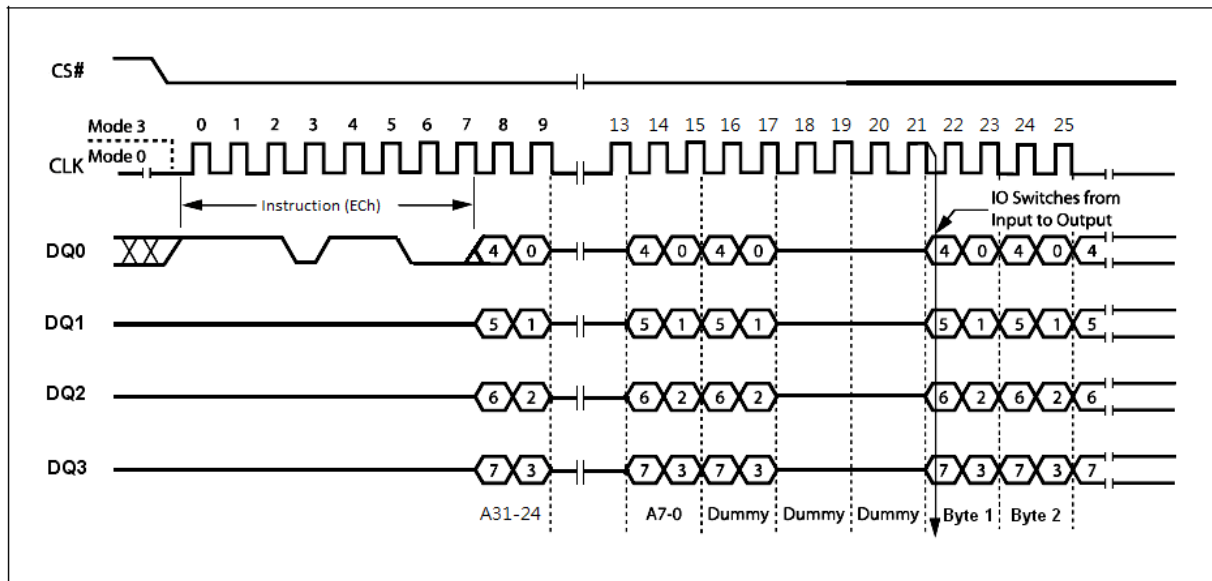 CS#
Mode 3
0 1 2 3 4 5 6 7 8 9 13 14 15 16 17 18 19 20 21 22 23 24 25
Mode 0
CLK
Instruction (ECh)
IO Switches from
Input to Output
DQ0
4 0 4 0 4 0 4 0 4 0 4
DQ1
5 1 5 1 5 1 5 1 5 1 5
DQ2
6 2 6 2 6 2 6 2 6 2 6
DQ3
7 3 7 3 7 3 7 3 7 3 7
A31-24 A7-0 Dummy Dummy Dummy Byte 1 Byte 2